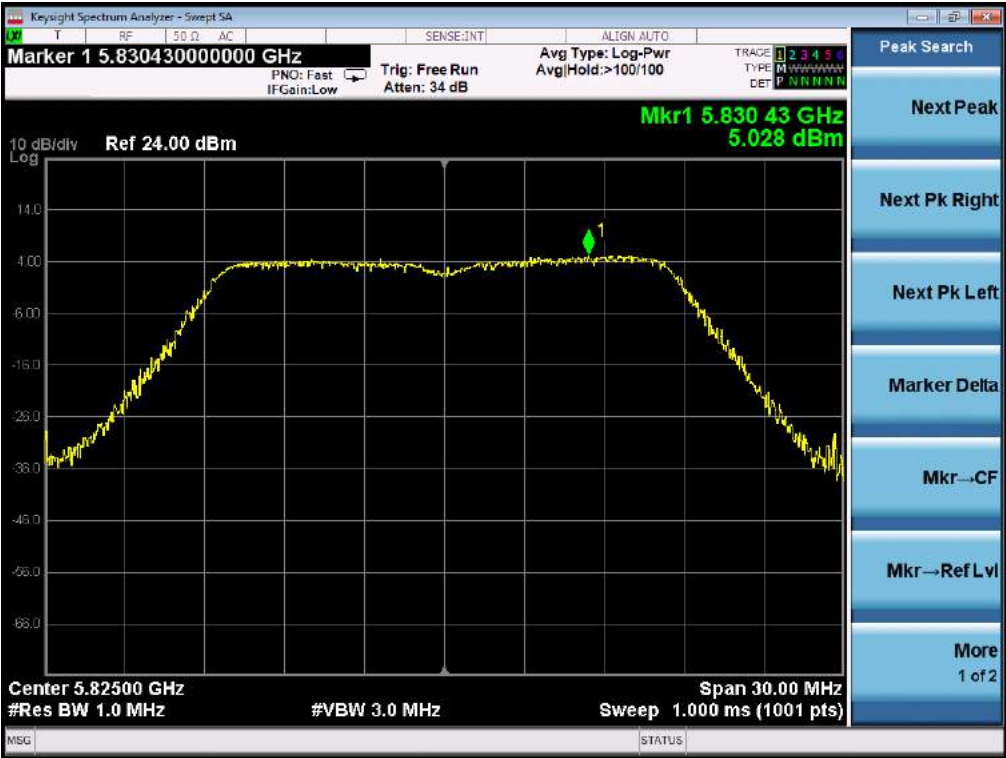 Keysight Spectrum Analyzer - Swept SA
LXI T RF 50 Ω AC SENSE:INT ALIGN AUTO
Marker 1 5.830430000000 GHz
PNO: Fast
IFGain:Low
Trig: Free Run
Atten: 34 dB
Avg Type: Log-Pwr
Avg|Hold:>100/100
TRACE 1 2 3 4 5 6
TYPE M WWWWW
DET P N N N N N
Mkr1 5.830 43 GHz
5.028 dBm
10 dB/div Ref 24.00 dBm
Log
14.0
1
4.00
-6.00
-16.0
-26.0
-36.0
-46.0
-56.0
-66.0
Center 5.82500 GHz Span 30.00 MHz
#Res BW 1.0 MHz #VBW 3.0 MHz Sweep 1.000 ms (1001 pts)
MSG STATUS
Peak Search
Next Peak
Next Pk Right
Next Pk Left
Marker Delta
Mkr→CF
Mkr→Ref Lvl
More
1 of 2